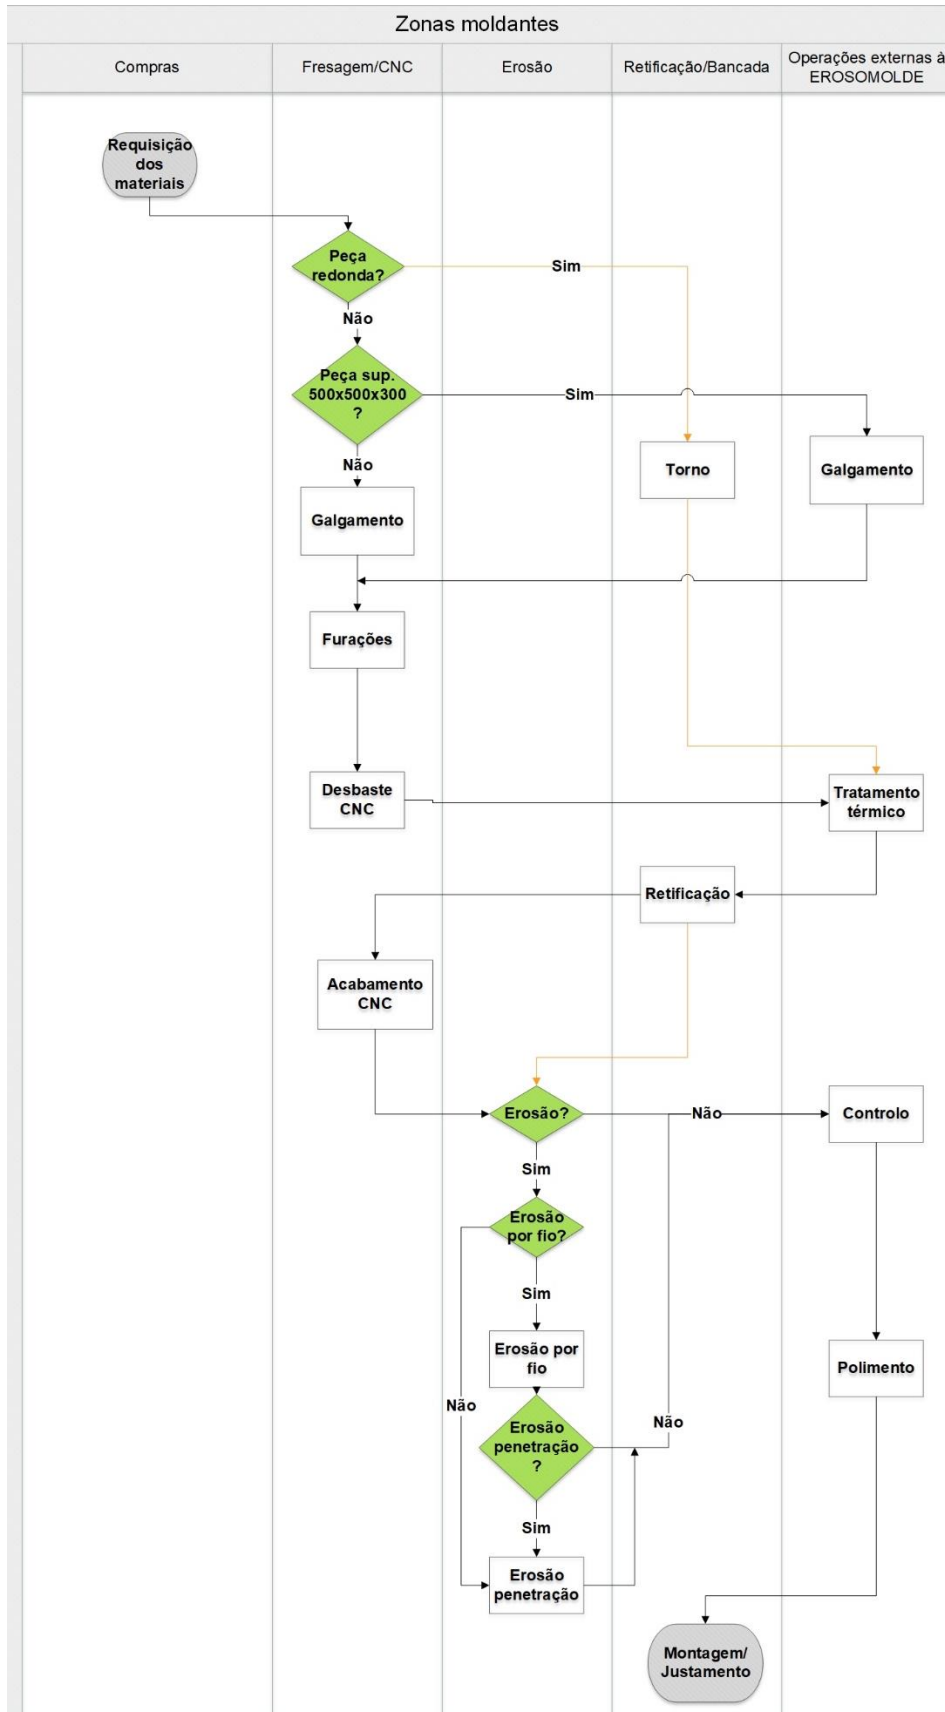 Zonas moldantes
Compras
Fresagem/CNC
Erosão
Retificação/Bancada
Operações externas à
EROSOMOLDE
Requisição
dos
materiais
Peça
redonda?
Sim
Não
Peça sup.
500x500x300
?
Sim
Não
Galgamento
Torno
Galgamento
Furações
Desbaste
CNC
Tratamento
térmico
Retificação
Acabamento
CNC
Erosão?
Não
Controlo
Sim
Erosão
por fio?
Sim
Erosão por
fio
Polimento
Não
Não
Erosão
penetração
?
Sim
Erosão
penetração
Montagem/
Justamento